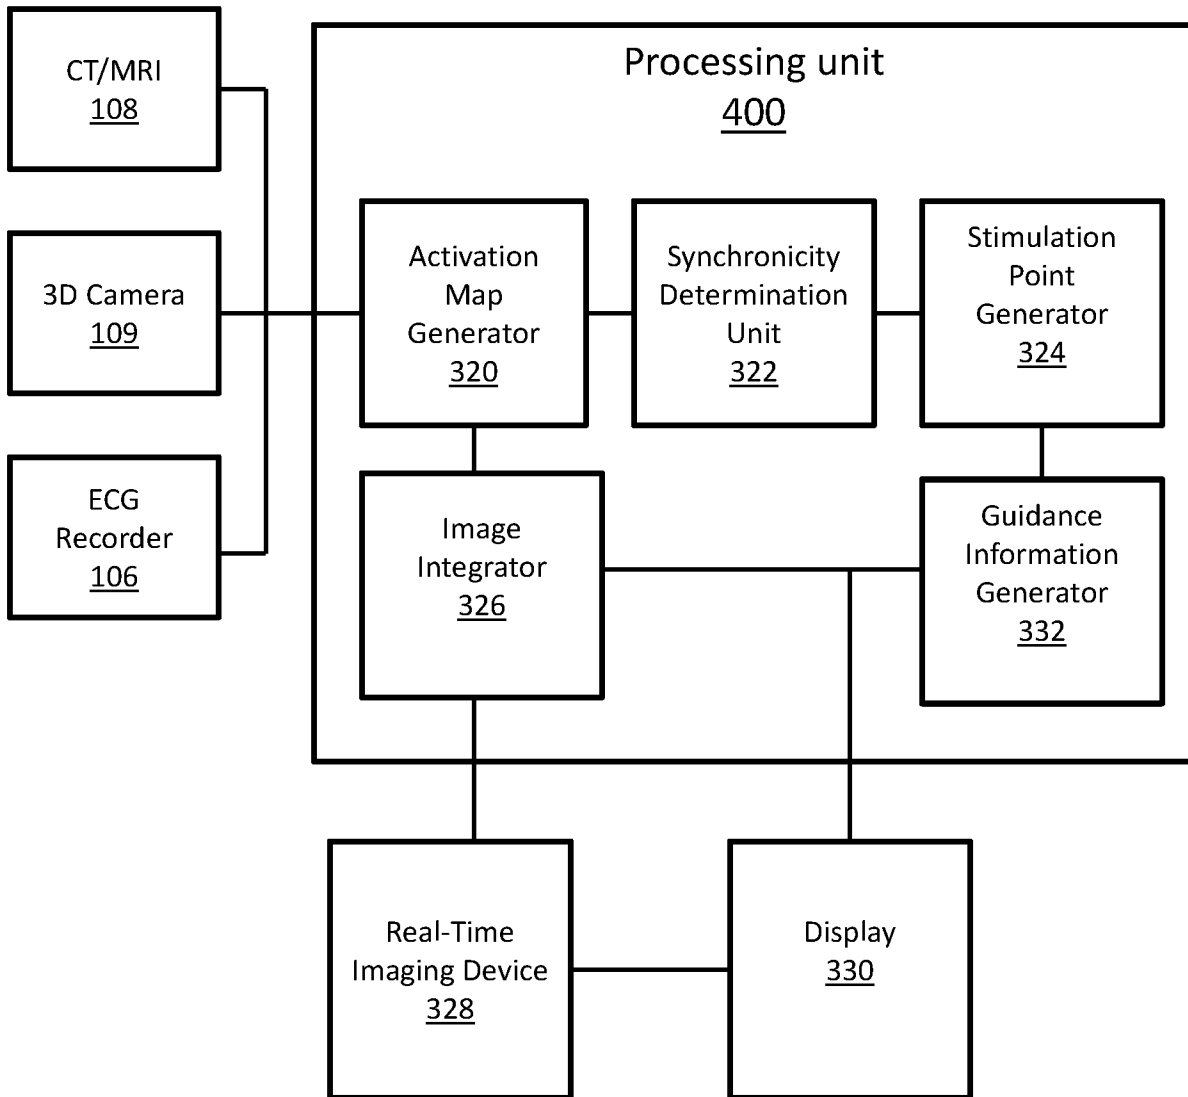 CT/MRI
108
3D Camera
109
ECG
Recorder
106
Processing unit
400
Activation
Map
Generator
320
Synchronicity
Determination
Unit
322
Stimulation
Point
Generator
324
Image
Integrator
326
Guidance
Information
Generator
332
Real-Time
Imaging Device
328
Display
330